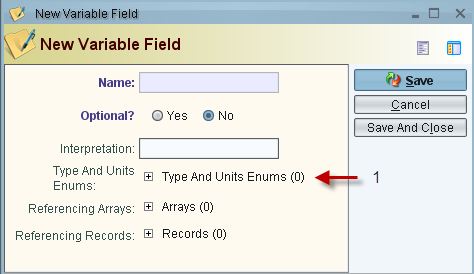 New Variable Field
New Variable Field
Name:
Optional? Yes No
Interpretation:
Type And Units
Enums: Type And Units Enums (0)
Referencing Arrays: Arrays (0)
Referencing Records: Records (0)
Save
Cancel
Save And Close
1